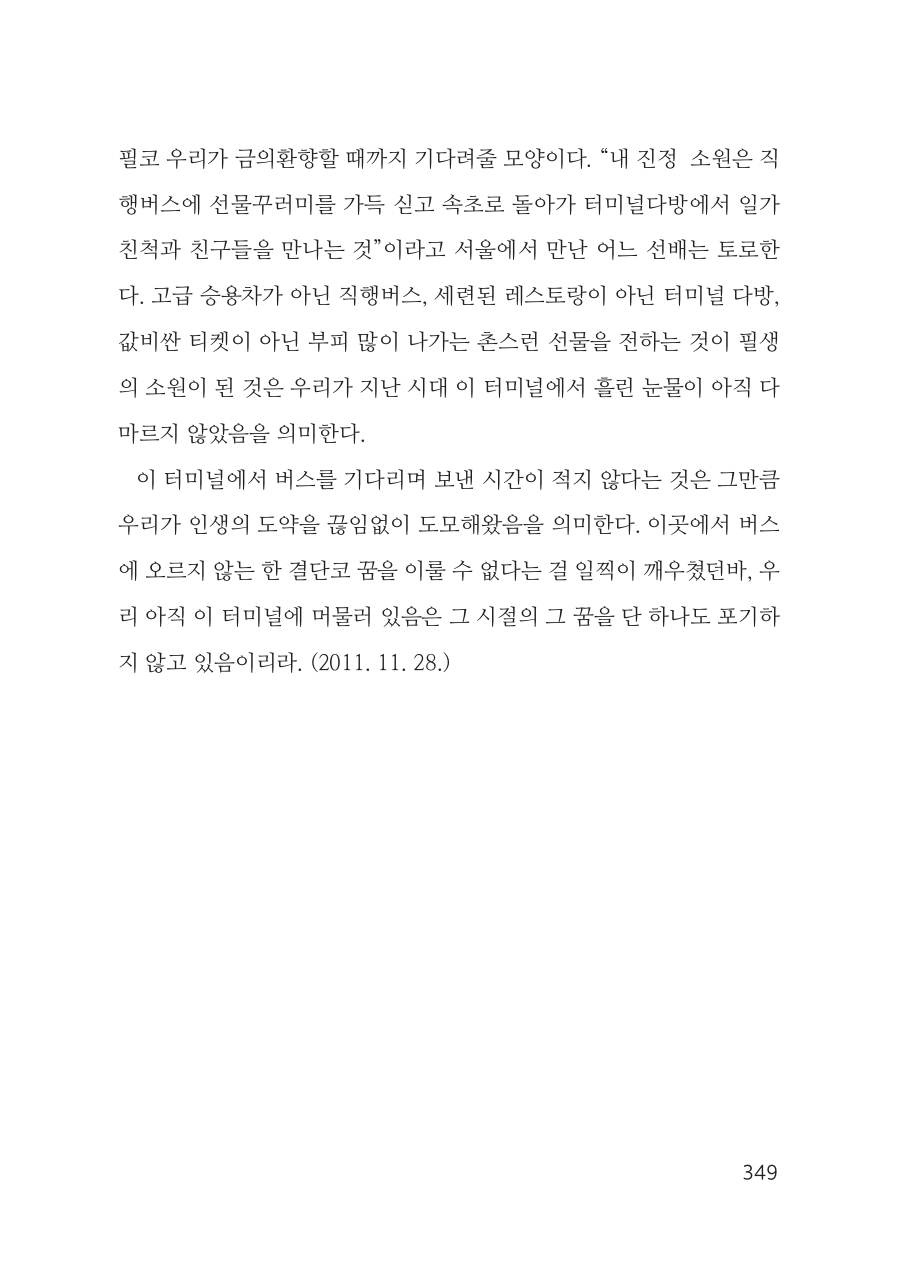 필코 우리가 금의환향할 때까지 기다려줄 모양이다. “내 진정 소원은 직
행버스에 선물꾸러미를 가득 싣고 속초로 돌아가 터미널다방에서 일가
친척과 친구들을 만나는 것”이라고 서울에서 만난 어느 선배는 토로한
다. 고급 승용차가 아닌 직행버스, 세련된 레스토랑이 아닌 터미널 다방,
값비싼 티켓이 아닌 부피 많이 나가는 촌스런 선물을 전하는 것이 필생
의 소원이 된 것은 우리가 지난 시대 이 터미널에서 흘린 눈물이 아직 다
마르지 않았음을 의미한다.
이 터미널에서 버스를 기다리며 보낸 시간이 적지 않다는 것은 그만큼
우리가 인생의 도약을 끊임없이 도모해왔음을 의미한다. 이곳에서 버스
에 오르지 않는 한 결단코 꿈을 이룰 수 없다는 걸 일찍이 깨우쳤던바, 우
리 아직 이 터미널에 머물러 있음은 그 시절의 그 꿈을 단 하나도 포기하
지 않고 있음이리라. (2011. 11. 28.)
349